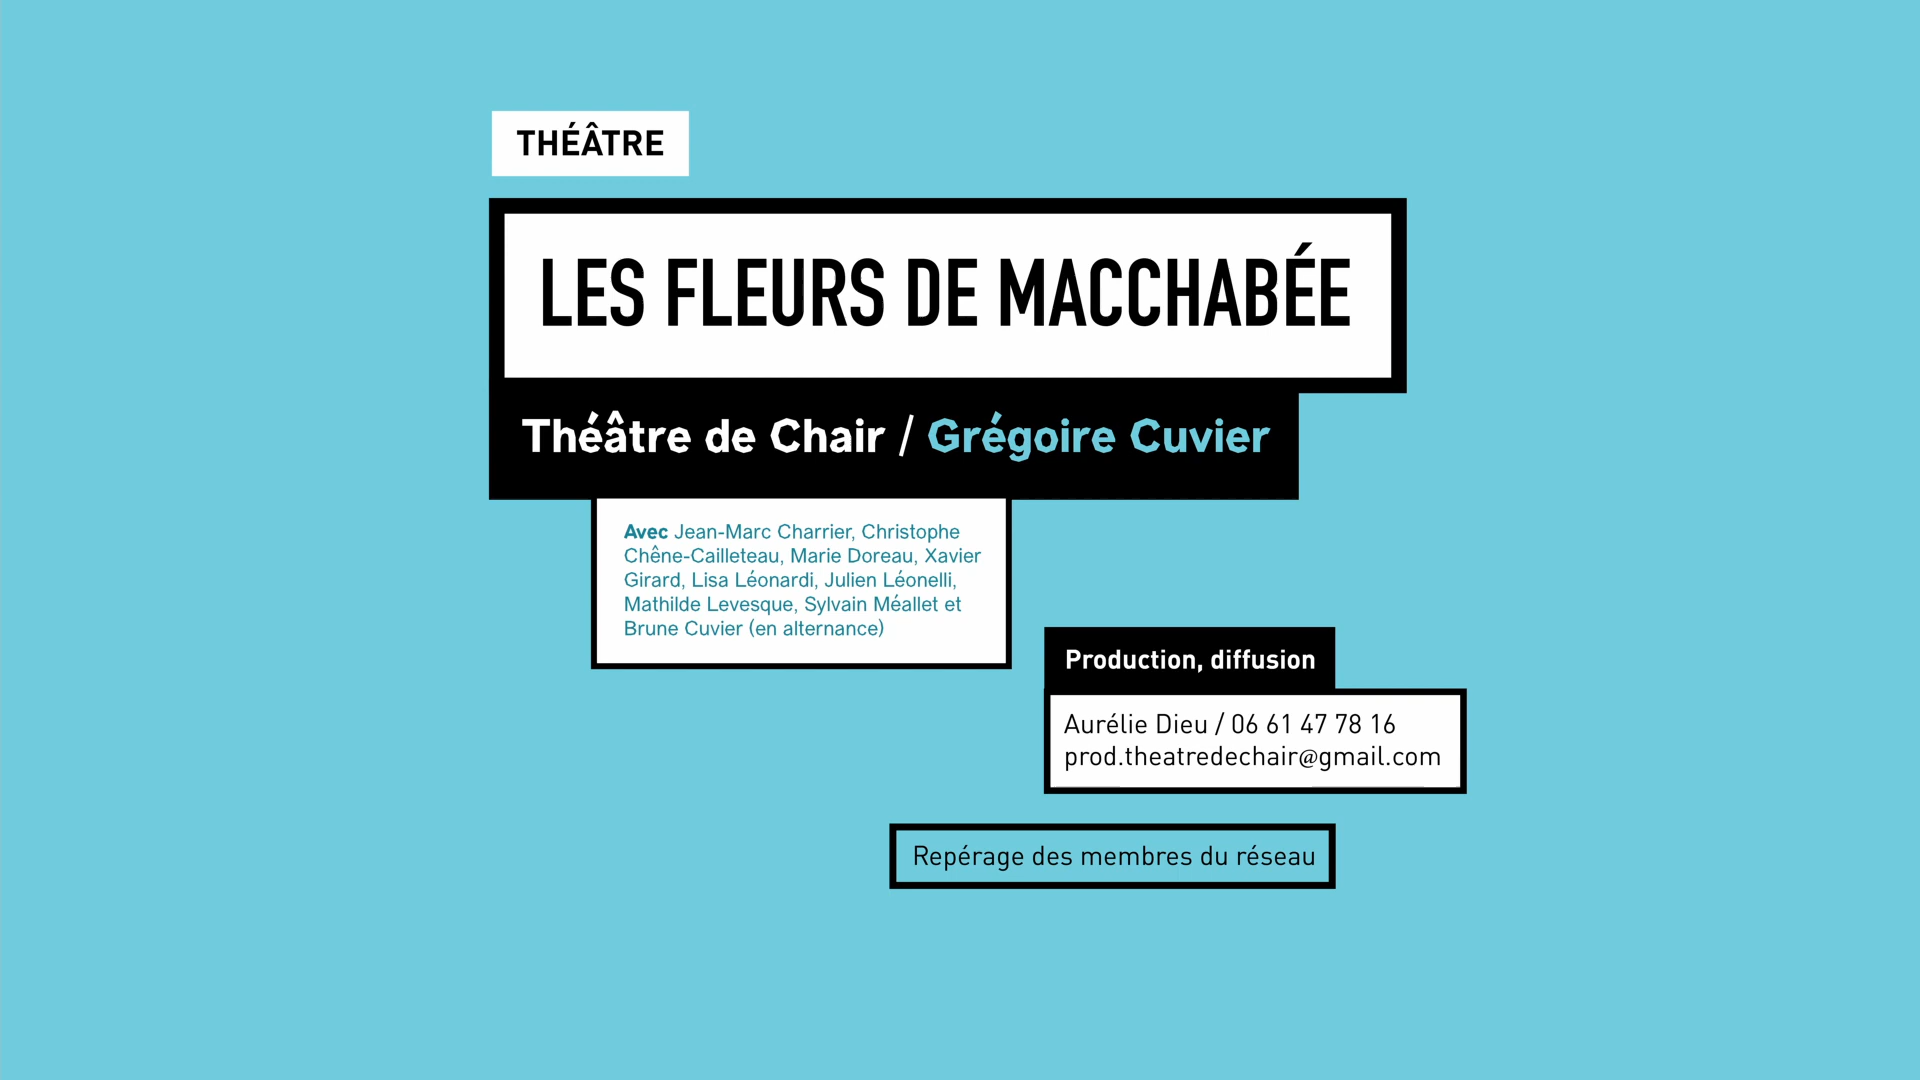 THÉÂTRE
LES FLEURS DE MACCHABÉE
Théâtre de Chair / Grégoire Cuvier
Avec Jean-Marc Charrier, Christophe
Chêne-Cailleteau, Marie Doreau, Xavier
Girard, Lisa Léonardi, Julien Léonelli,
Mathilde Levesque, Sylvain Méallet et
Brune Cuvier (en alternance)
Production, diffusion
Aurélie Dieu / 06 61 47 78 16
prod.theatredechair@gmail.com
Repérage des membres du réseau